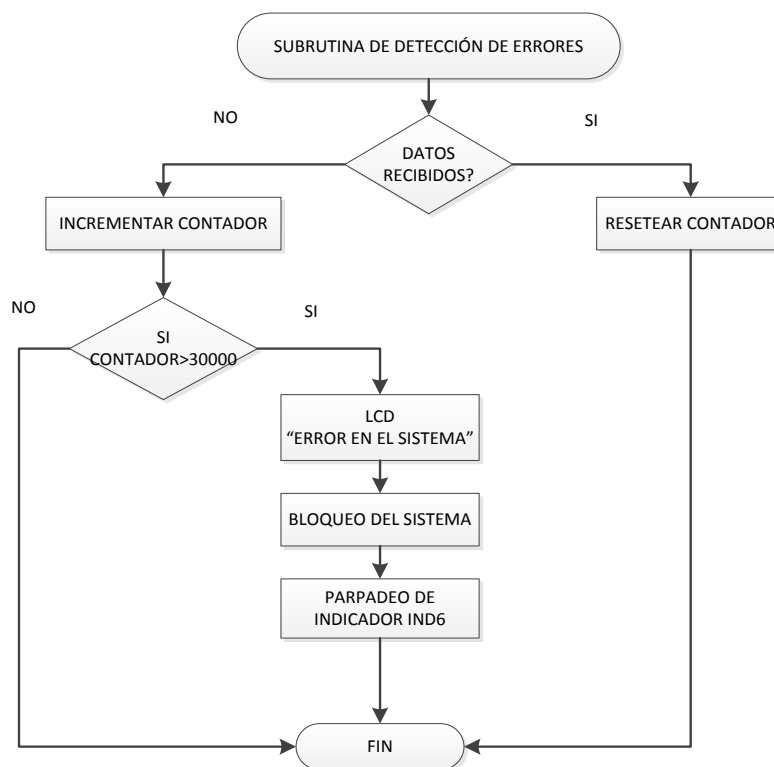 SUBRUTINA DE DETECCIÓN DE ERRORES
NO
SI
DATOS
RECIBIDOS?
INCREMENTAR CONTADOR
RESETEAR CONTADOR
NO
SI
SI
CONTADOR>30000
LCD
“ERROR EN EL SISTEMA”
BLOQUEO DEL SISTEMA
PARPADEO DE
INDICADOR IND6
FIN